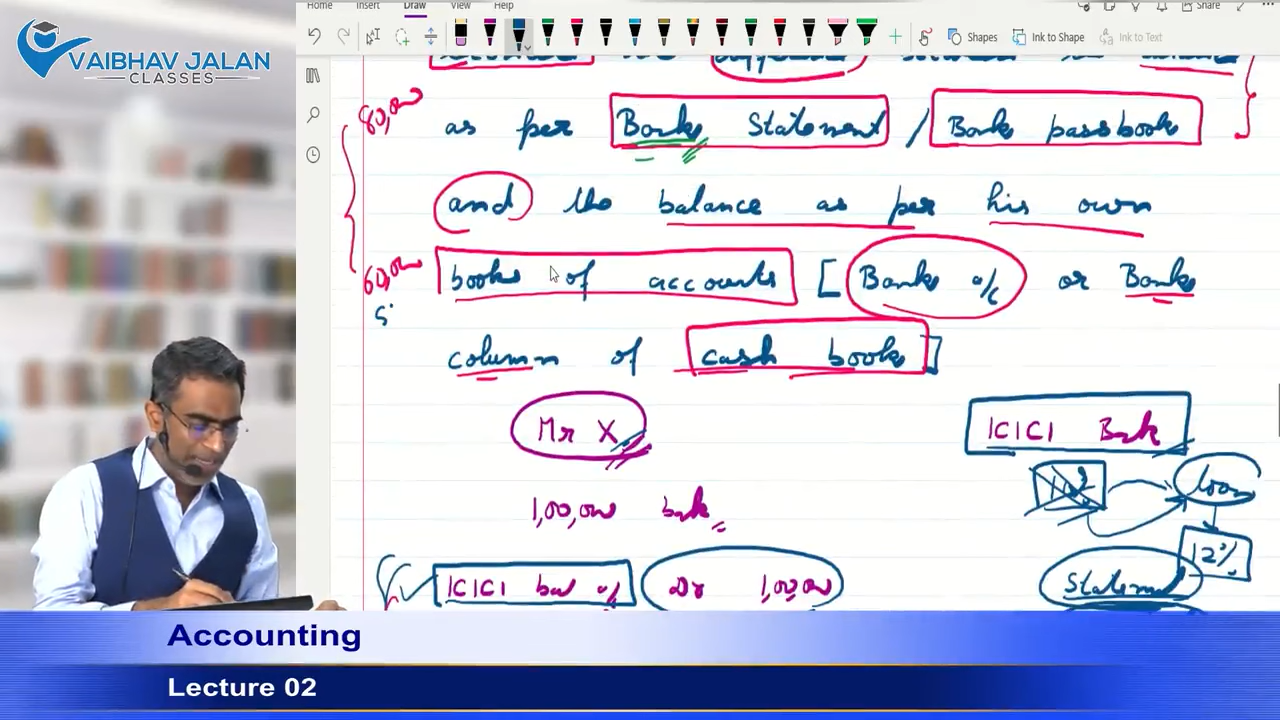 Home Insert Draw View Help Share
Shapes Ink to Shape Ink to Text
VAIBHAV JALAN
CLASSES
80,000 as per Bank Statement / Bank passbook
and the balance as per his own
60,000 books of accounts [ Bank a/c or Bank
column of cash book ]
Mr X ICICI Bank
loan
1,00,000 bank
12%
ICICI bank a/c Dr 1,00,000 Statement
Accounting
Lecture 02